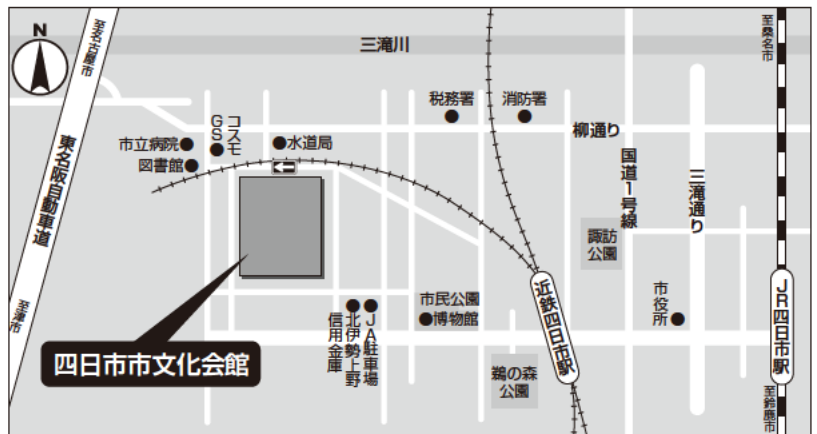 N
至名古屋市
東名阪自動車道
至津市
三滝川
税務署
消防署
柳通り
市立病院
図書館
コスモ
GS
水道局
国道1号線
三滝通り
至桑名市
諏訪
公園
市役所
近鉄四日市駅
JR四日市駅
至鈴鹿市
市民公園
博物館
JA駐車場
北伊勢上野
信用金庫
鵜の森
公園
四日市市文化会館